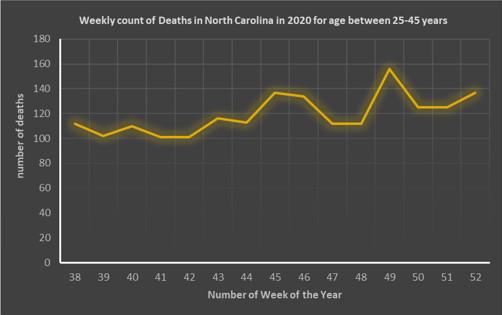 Weekly count of Deaths in North Carolina in 2020 for age between 25-45 years
180
160
140
120
100
80
60
40
20
0
number of deaths
38 39 40 41 42 43 44 45 46 47 48 49 50 51 52
Number of Week of the Year